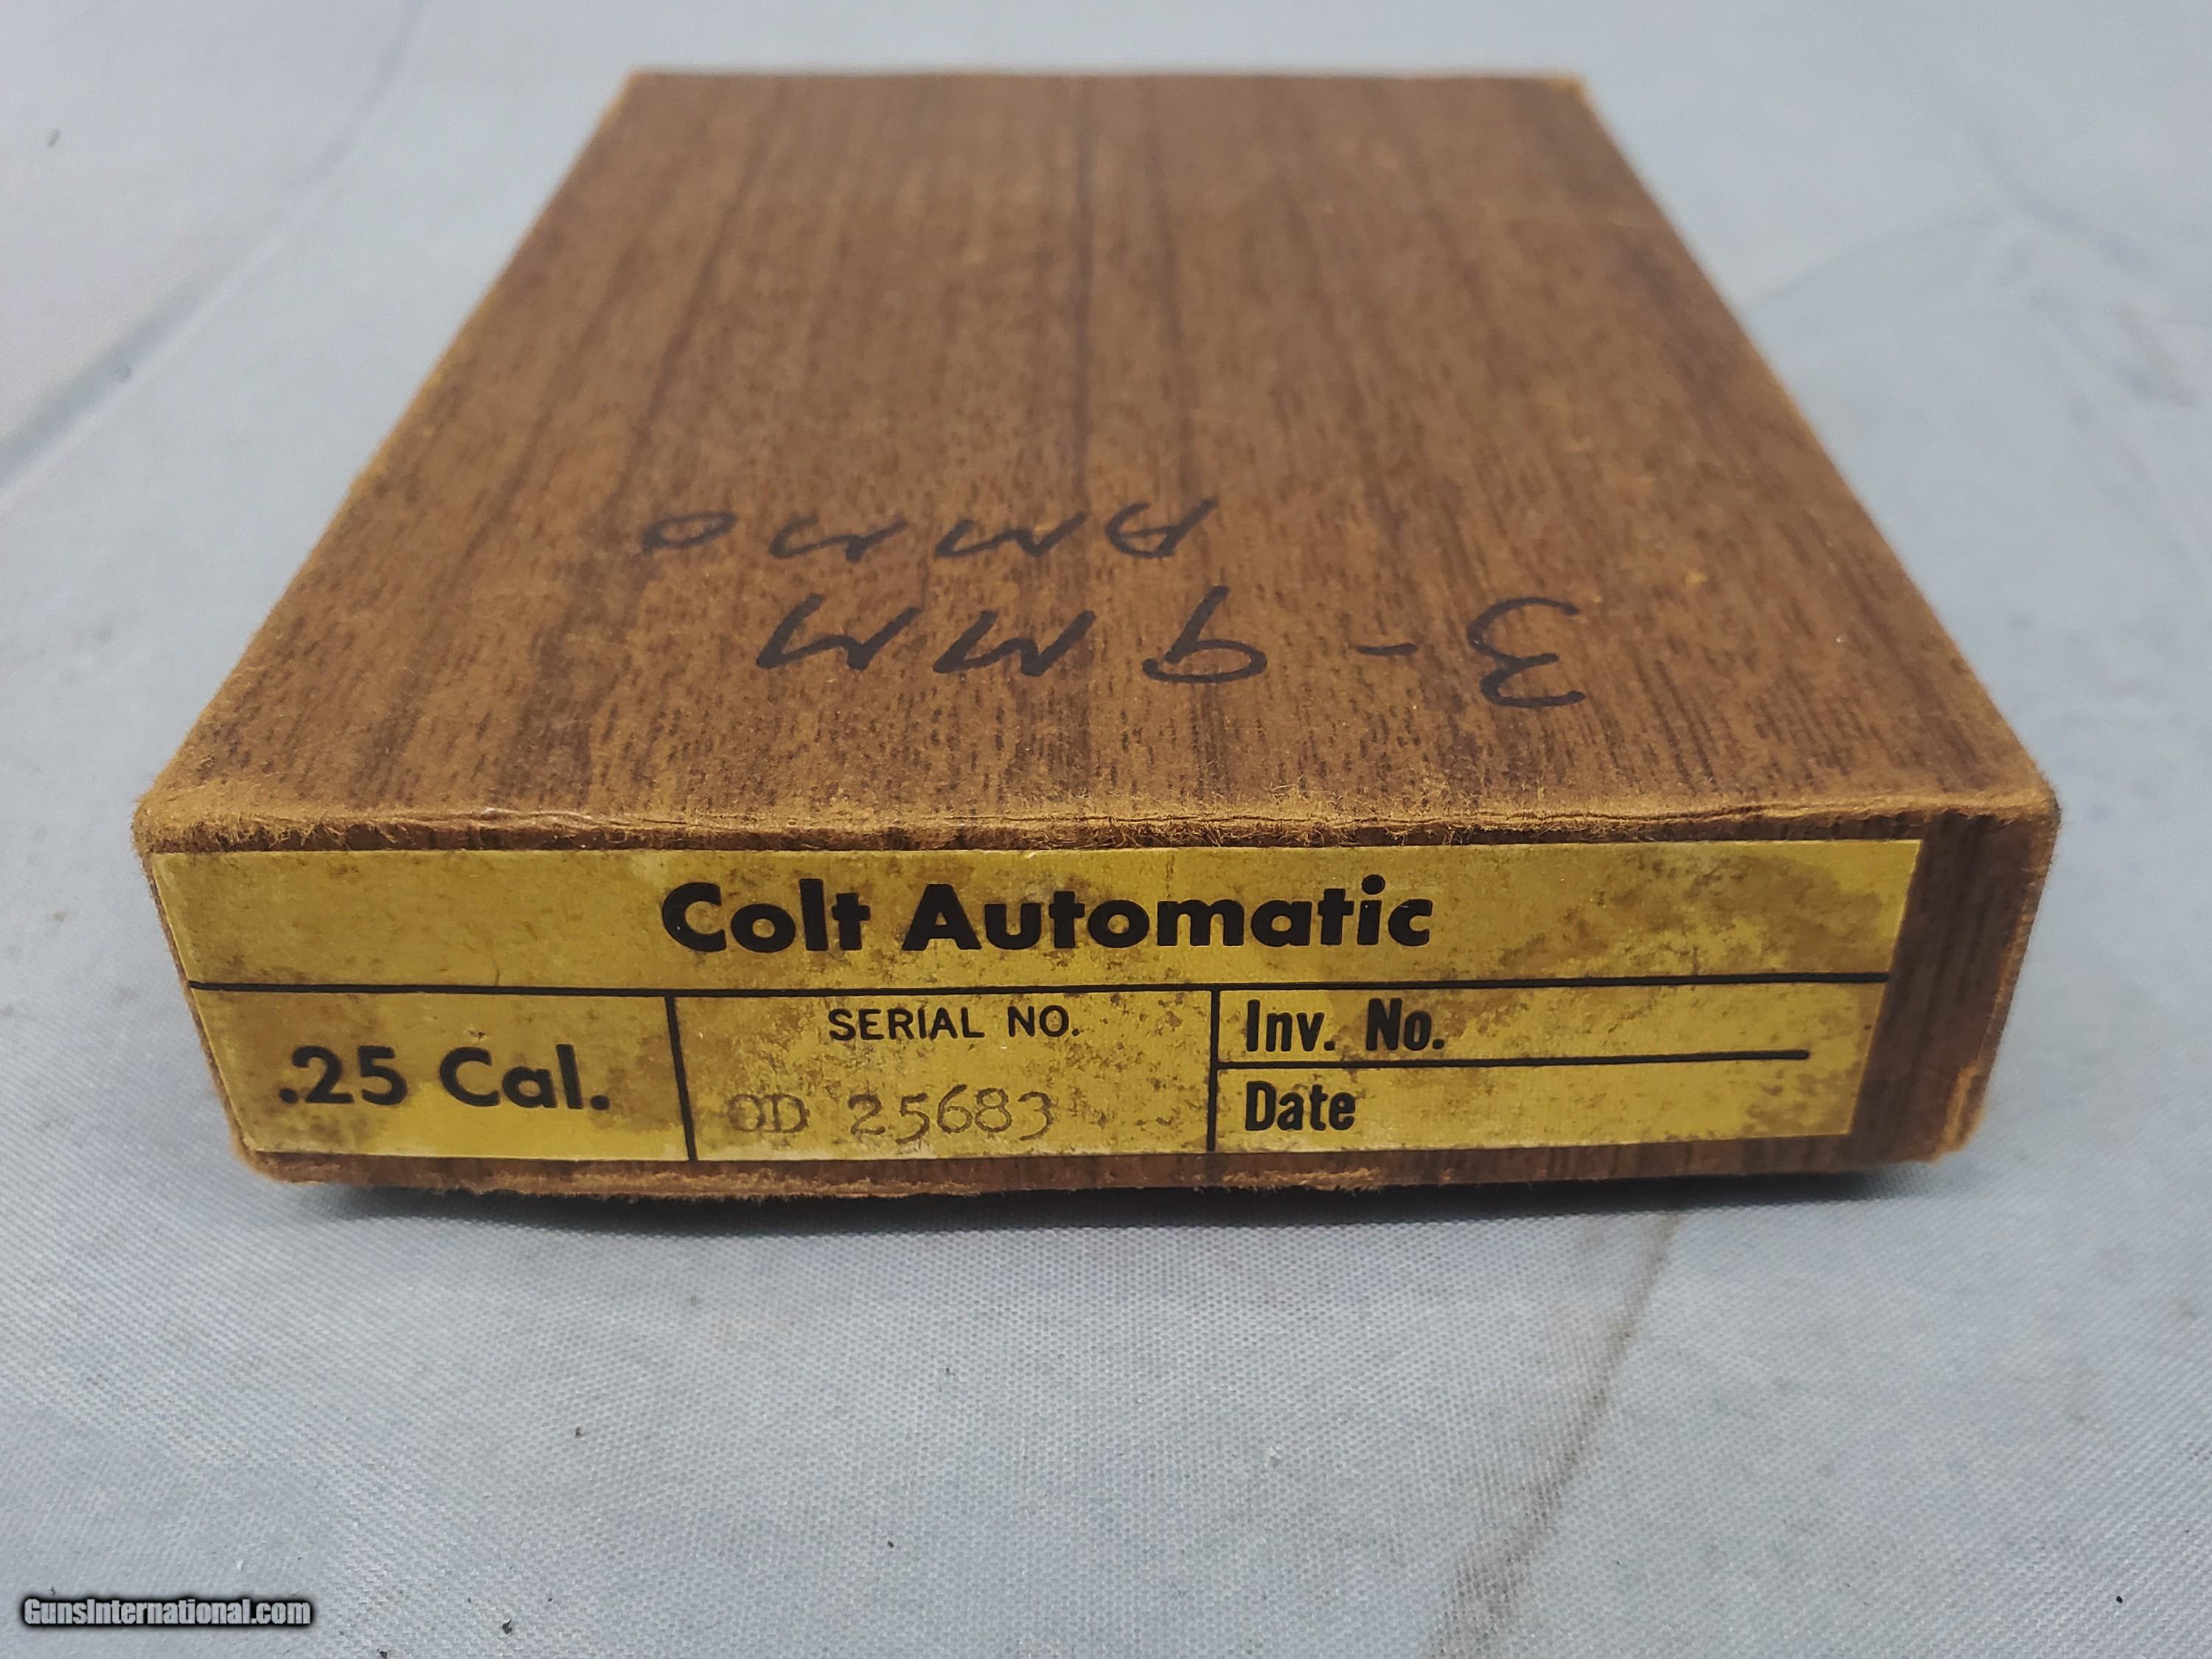 3 - 9MM
AMMO
Colt Automatic
.25 Cal.
SERIAL NO.
OD 25683
Inv. No.
Date
GunsInternational.com